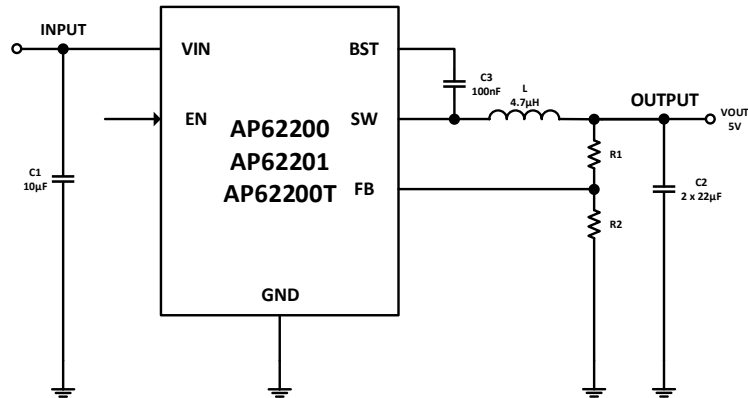 INPUT
VIN
BST
C3
100nF
L
4.7µH
OUTPUT
VOUT
5V
EN
AP62200
AP62201
AP62200T
SW
R1
C1
10µF
FB
C2
2 x 22µF
R2
GND